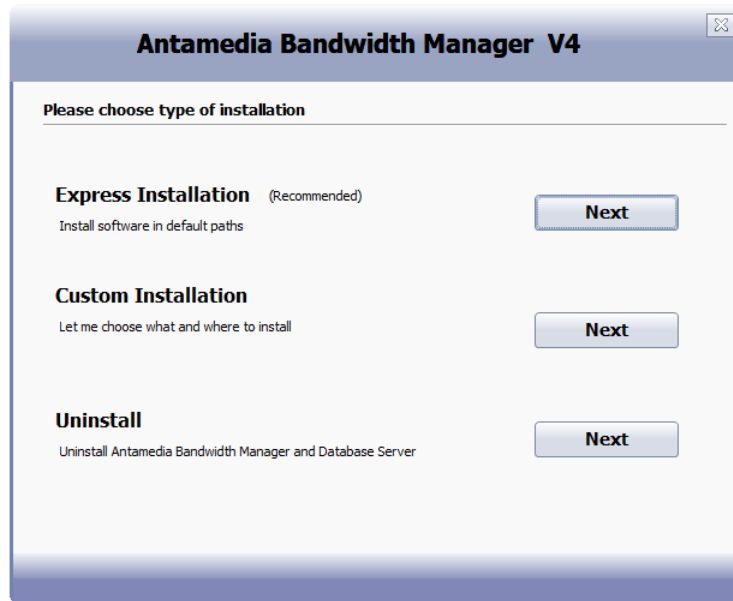 Antamedia Bandwidth Manager V4
Please choose type of installation
Express Installation (Recommended)
Install software in default paths
Next
Custom Installation
Let me choose what and where to install
Next
Uninstall
Uninstall Antamedia Bandwidth Manager and Database Server
Next